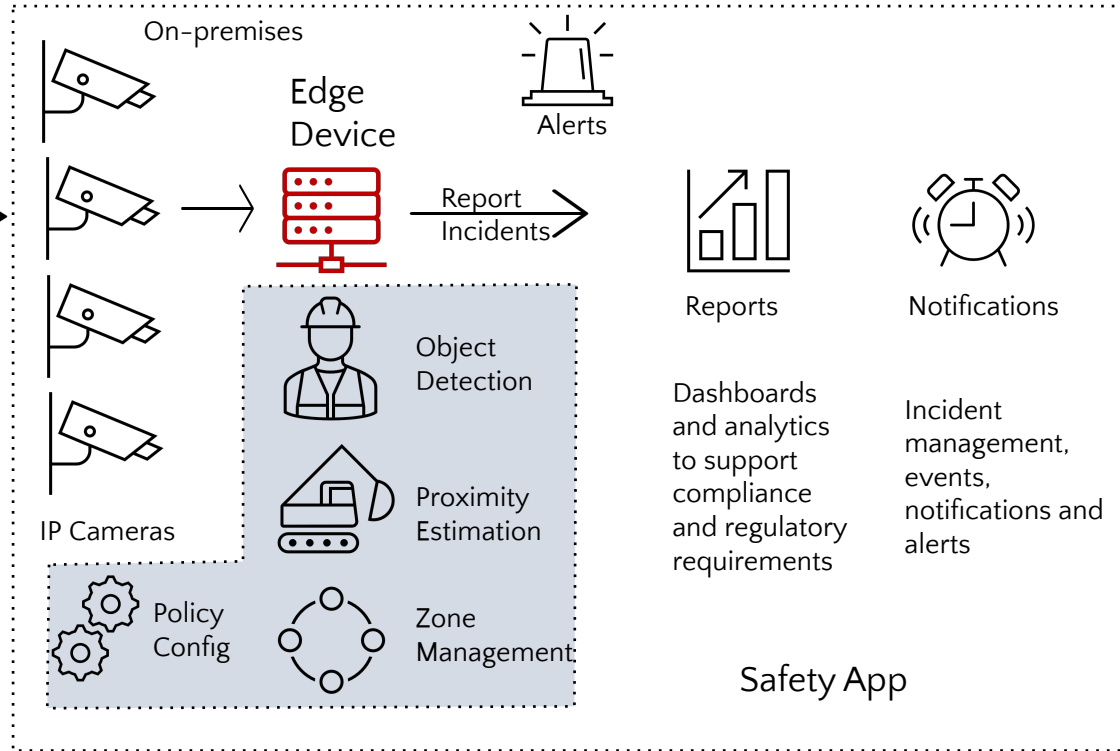 On-premises
Edge
Device
Alerts
Report
Incidents
Reports
Notifications
Object
Detection
Dashboards
and analytics
to support
compliance
and regulatory
requirements
Incident
management,
events,
notifications and
alerts
Proximity
Estimation
IP Cameras
Policy
Config
Zone
Management
Safety App